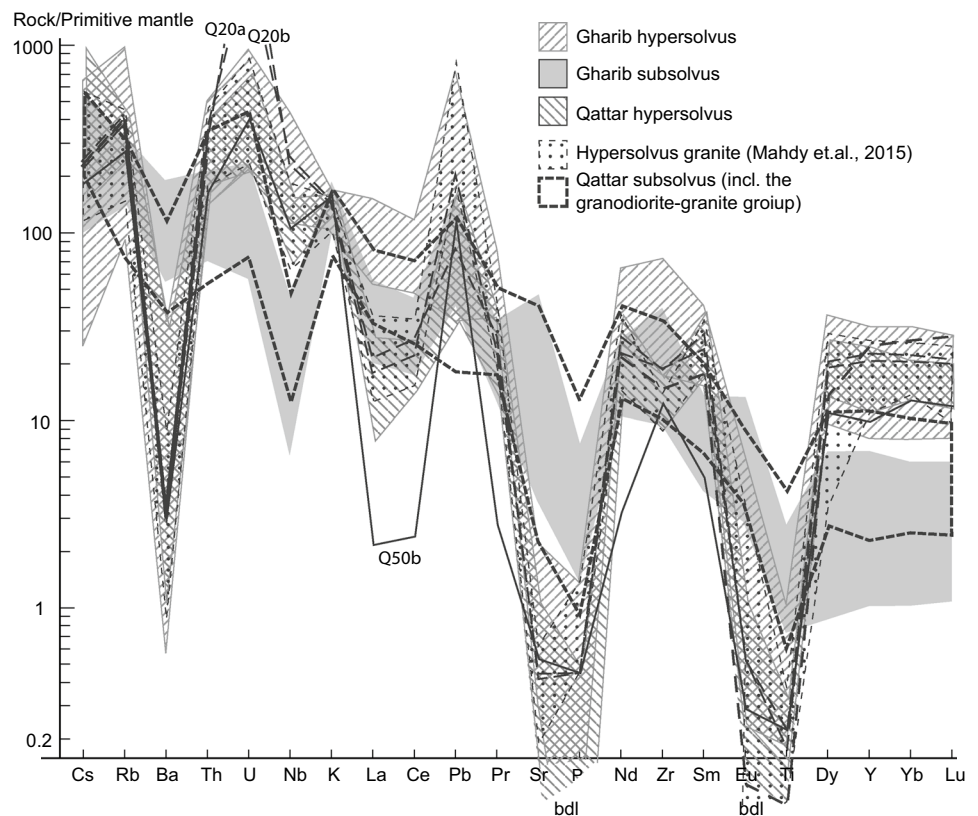 Rock/Primitive mantle
Q20a Q20b
1000
Gharib hypersolvus
Gharib subsolvus
Qattar hypersolvus
Hypersolvus granite (Mahdy et.al., 2015)
Qattar subsolvus (incl. the
granodiorite-granite groiup)
100
10
Q50b
1
0.2
Cs Rb Ba Th U Nb K La Ce Pb Pr Sr P Nd Zr Sm Eu Ti Dy Y Yb Lu
bdl bdl